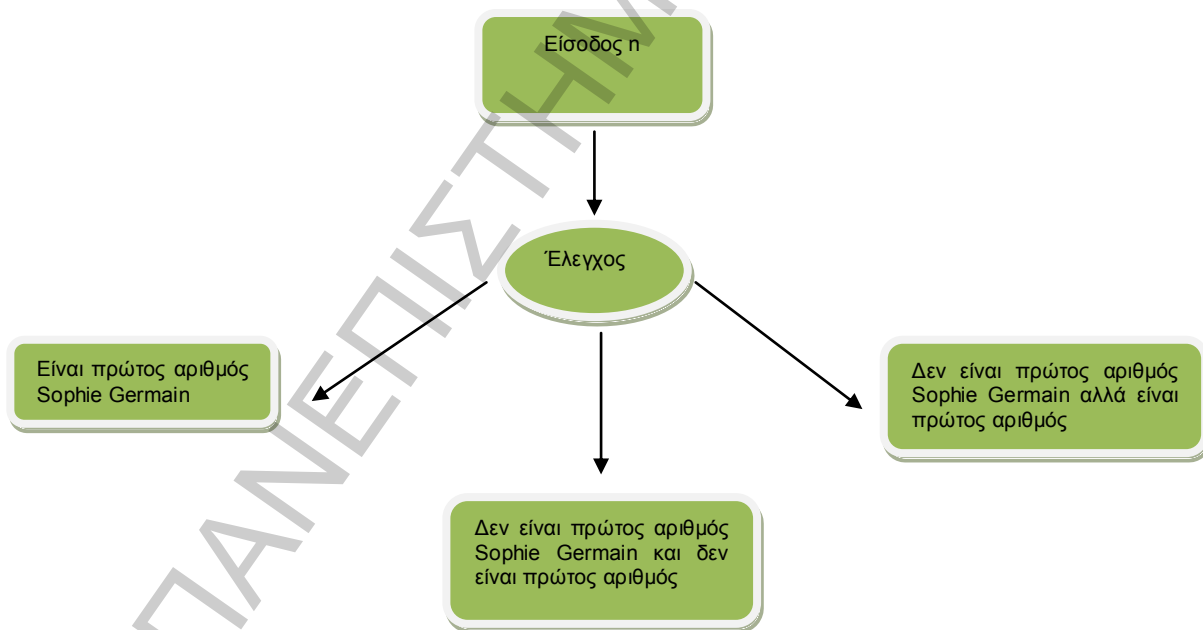 Είσοδος n
Έλεγχος
Είναι πρώτος αριθμός
Sophie Germain
Δεν είναι πρώτος αριθμός
Sophie Germain αλλά είναι
πρώτος αριθμός
Δεν είναι πρώτος αριθμός
Sophie Germain και δεν
είναι πρώτος αριθμός
ΠΑΝΕΠΙΣΤΗΜ